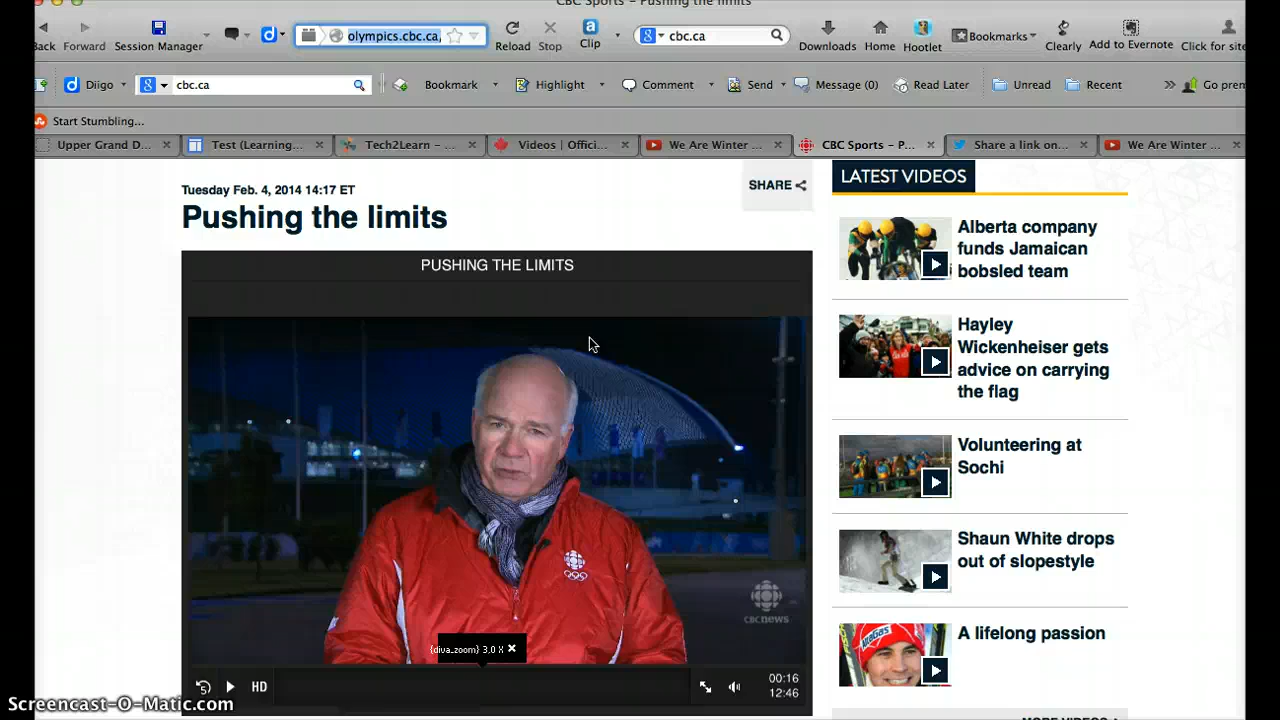 CBC Sports – Pushing the limits
Back
Forward
Session Manager
olympics.cbc.ca/
Reload
Stop
Clip
cbc.ca
Downloads
Home
Hootlet
Bookmarks
Clearly
Add to Evernote
Click for site
Diigo
cbc.ca
Bookmark
Highlight
Comment
Send
Message (0)
Read Later
Unread
Recent
Go pren
Start Stumbling...
Upper Grand D...
Test (Learning...
Tech2Learn – ...
Videos | Offici...
We Are Winter ...
CBC Sports – P...
Share a link on...
We Are Winter ...
Tuesday Feb. 4, 2014 14:17 ET
SHARE
Pushing the limits
PUSHING THE LIMITS
CBCnews
{diva_zoom} 3.0 X
5
HD
00:16
12:46
LATEST VIDEOS
Alberta company
funds Jamaican
bobsled team
Hayley
Wickenheiser gets
advice on carrying
the flag
Volunteering at
Sochi
Shaun White drops
out of slopestyle
A lifelong passion
MORE VIDEOS
Screencast-O-Matic.com